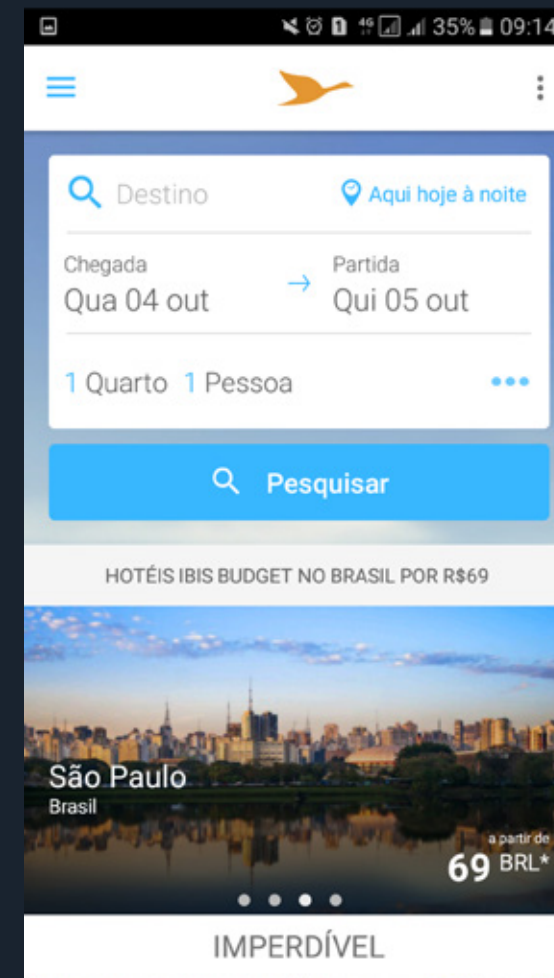 4G 35% 09:14
Destino
Aqui hoje à noite
Chegada
Partida
Qua 04 out
Qui 05 out
1 Quarto 1 Pessoa
Pesquisar
HOTÉIS IBIS BUDGET NO BRASIL POR R$69
São Paulo
Brasil
a partir de
69 BRL*
IMPERDÍVEL